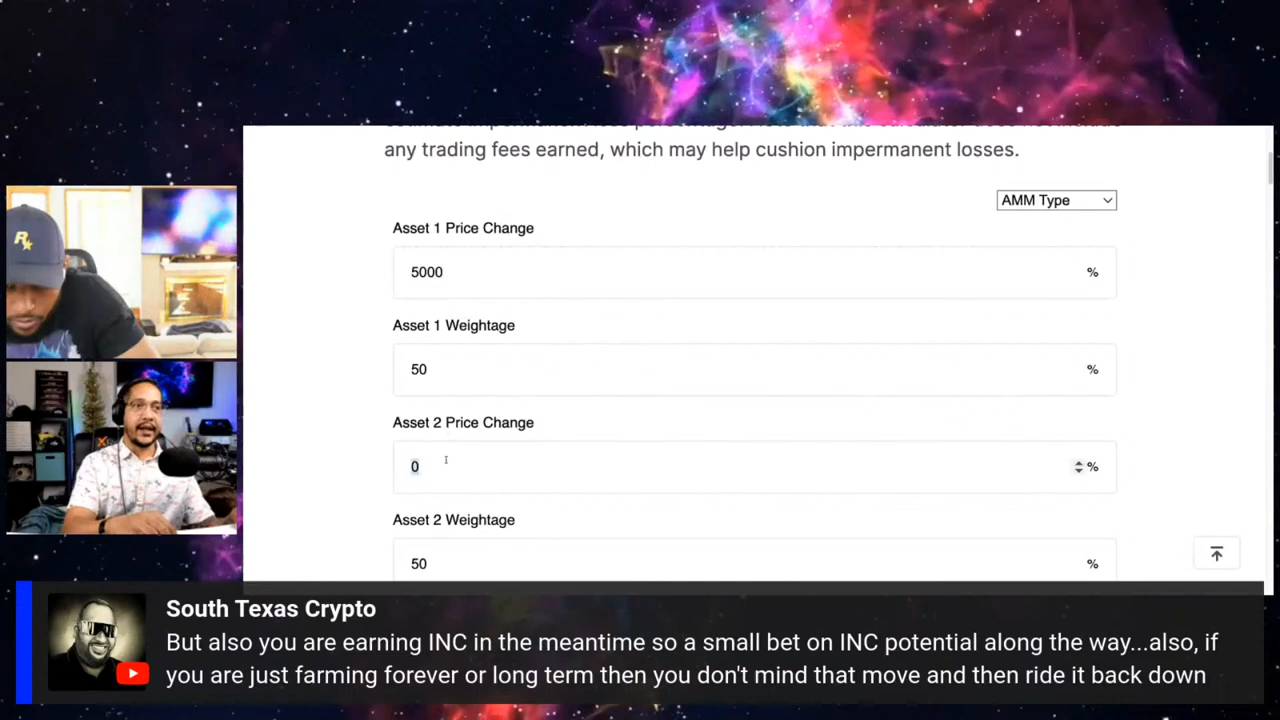 any trading fees earned, which may help cushion impermanent losses.
AMM Type
Asset 1 Price Change
5000 %
Asset 1 Weightage
50 %
Asset 2 Price Change
0 %
Asset 2 Weightage
50 %
South Texas Crypto
But also you are earning INC in the meantime so a small bet on INC potential along the way...also, if
you are just farming forever or long term then you don't mind that move and then ride it back down